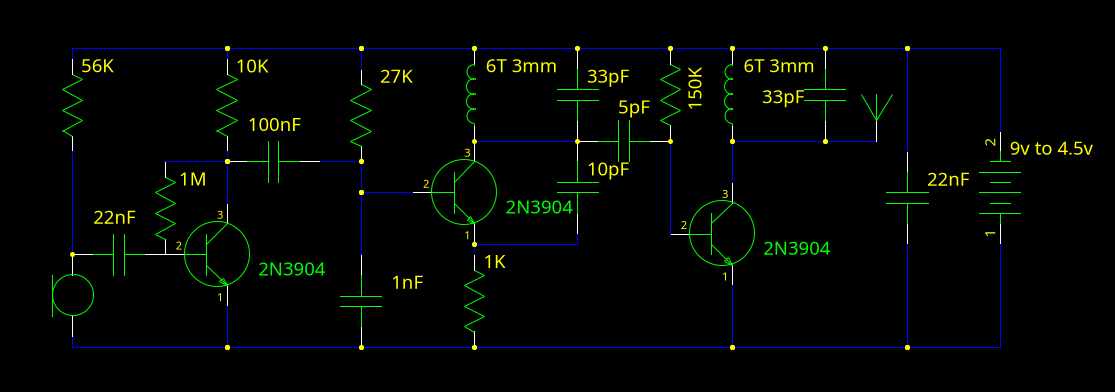 56K
10K
27K
6T 3mm
33pF
5pF
150K
6T 3mm
33pF
2
9v to 4.5v
100nF
3
10pF
1M
2
2N3904
3
22nF
22nF
3
2
2N3904
1
2
2N3904
1
1K
1
2N3904
1
1nF